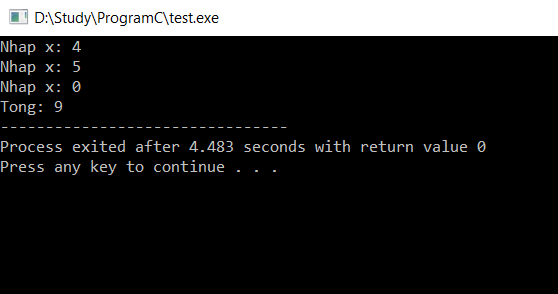 D:\Study\ProgramC\test.exe
Nhap x: 4
Nhap x: 5
Nhap x: 0
Tong: 9
--------------------------------
Process exited after 4.483 seconds with return value 0
Press any key to continue . . .